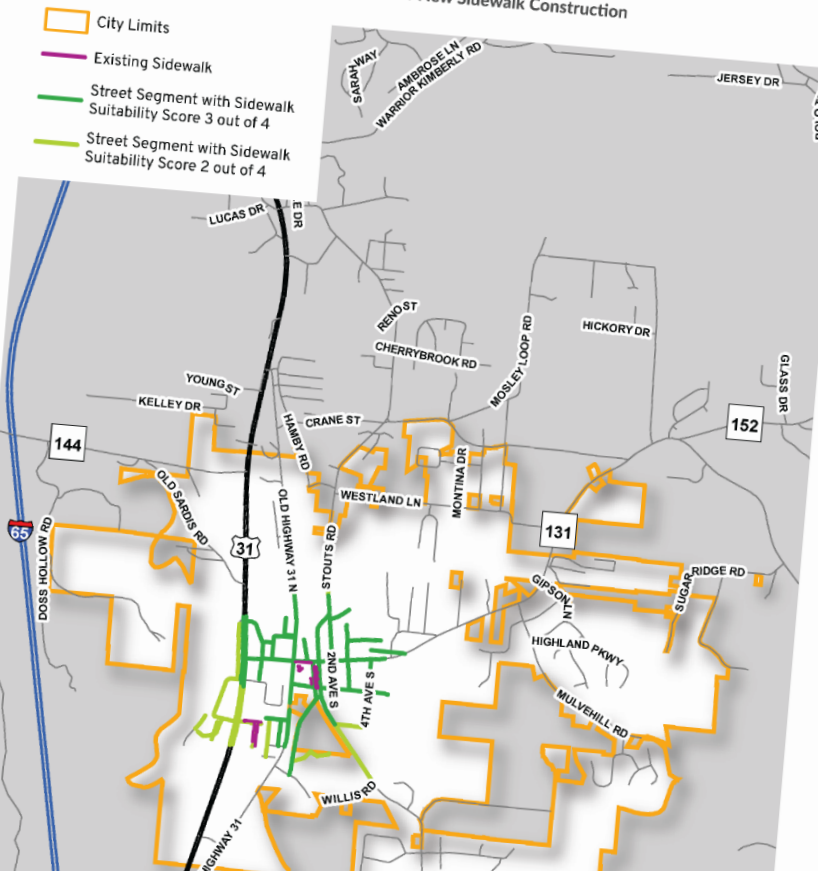 Sidewalk Construction
City Limits
Existing Sidewalk
Street Segment with Sidewalk
Suitability Score 3 out of 4
Street Segment with Sidewalk
Suitability Score 2 out of 4
SARAH WAY
AMBROSE LN
WARRIOR KIMBERLY RD
JERSEY DR
LUCAS DR
E DR
RENO ST
HICKORY DR
CHERRYBROOK RD
MOSLEY LOOP RD
GLASS DR
YOUNG ST
KELLEY DR
CRANE ST
HAMBY RD
152
144
MONTINA DR
OLD SARDIS RD
WESTLAND LN
OLD HIGHWAY 31 N
STOUTS RD
131
65
31
DOSS HOLLOW RD
RIDGE RD
SUGAR
GIPSON
LN
HIGHLAND PKWY
2ND AVE S
4TH AVE S
MULVEHILL RD
WILLIS RD
HIGHWAY 31